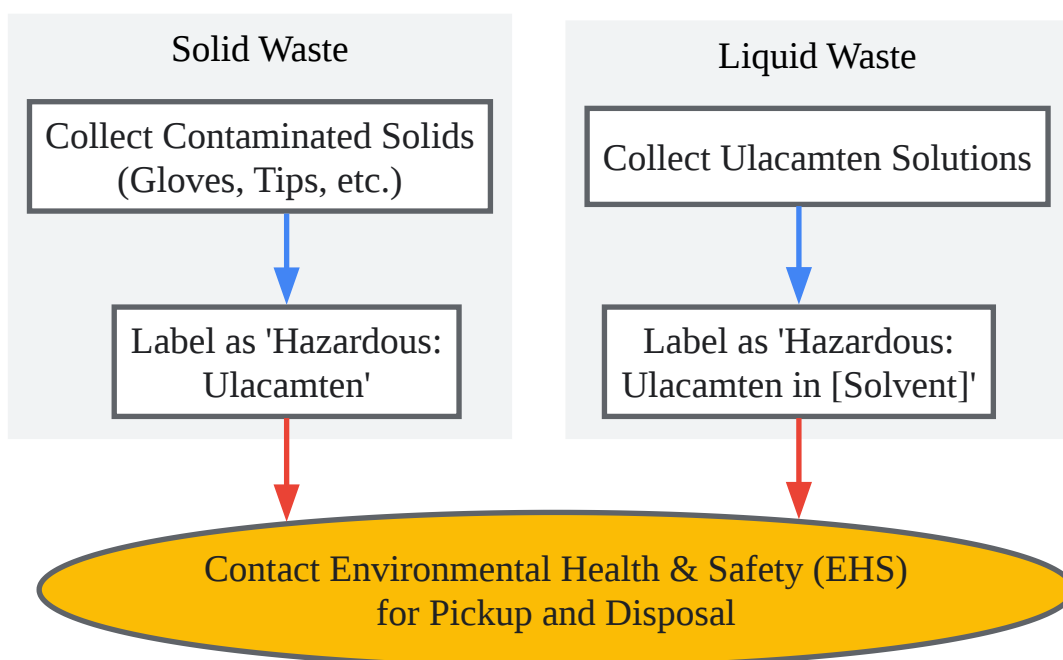 Solid Waste
Collect Contaminated Solids
(Gloves, Tips, etc.)
Label as 'Hazardous:
Ulacamten'
Liquid Waste
Collect Ulacamten Solutions
Label as 'Hazardous:
Ulacamten in [Solvent]'
Contact Environmental Health & Safety (EHS)
for Pickup and Disposal